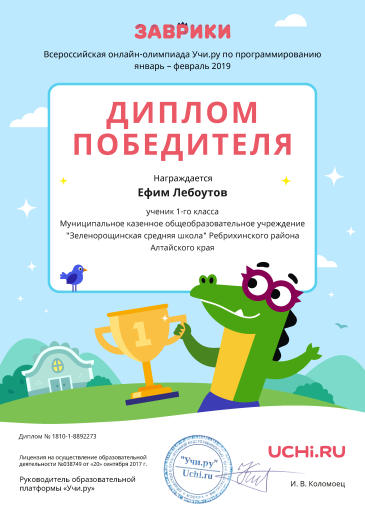 ЗАВРИКИ
Всероссийская онлайн-олимпиада Учи.ру по программированию
январь – февраль 2019
ДИПЛОМ
ПОБЕДИТЕЛЯ
Награждается
Ефим Лебоутов
ученик 1-го класса
Муниципальное казенное общеобразовательное учреждение
"Зеленорощинская средняя школа" Ребрихинского района
Алтайского края
1
Диплом № 1810-1-8892273
Лицензия на осуществление образовательной
деятельности №038749 от «20» сентября 2017 г.
Руководитель образовательной
платформы «Учи.ру»
"Учи.ру"
Uchi.ru
UCHi.RU
И. В. Коломоец